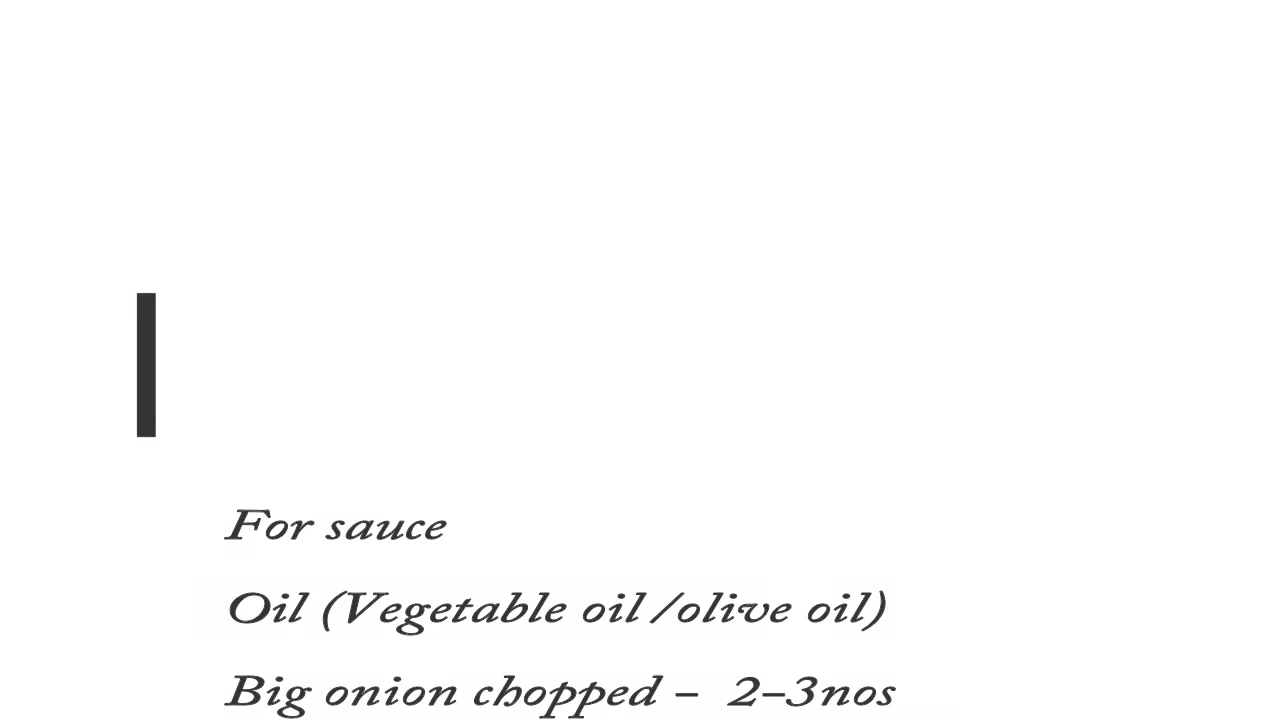 For sauce
Oil (Vegetable oil /olive oil)
Big onion chopped – 2–3nos